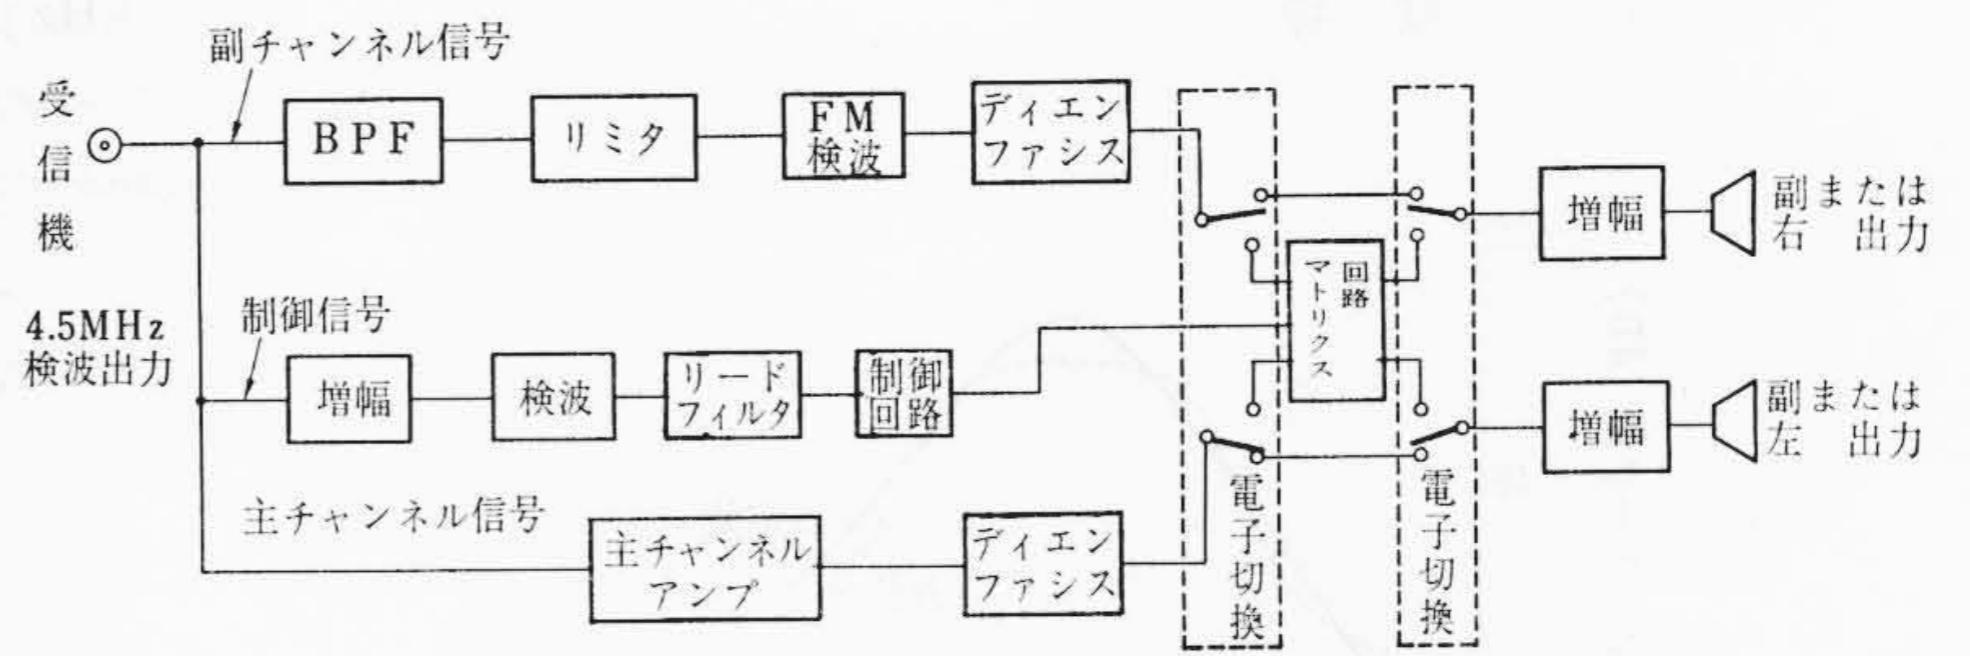 副チャンネル信号
受信機
BPF
リミタ
FM
検波
ディエン
ファシス
増幅
副または
右 出力
4.5MHz
検波出力
制御信号
増幅
検波
リード
フィルタ
制御
回路
マトリクス
回路
増幅
副または
左 出力
主チャンネル信号
主チャンネル
アンプ
ディエン
ファシス
電子切換
電子切換